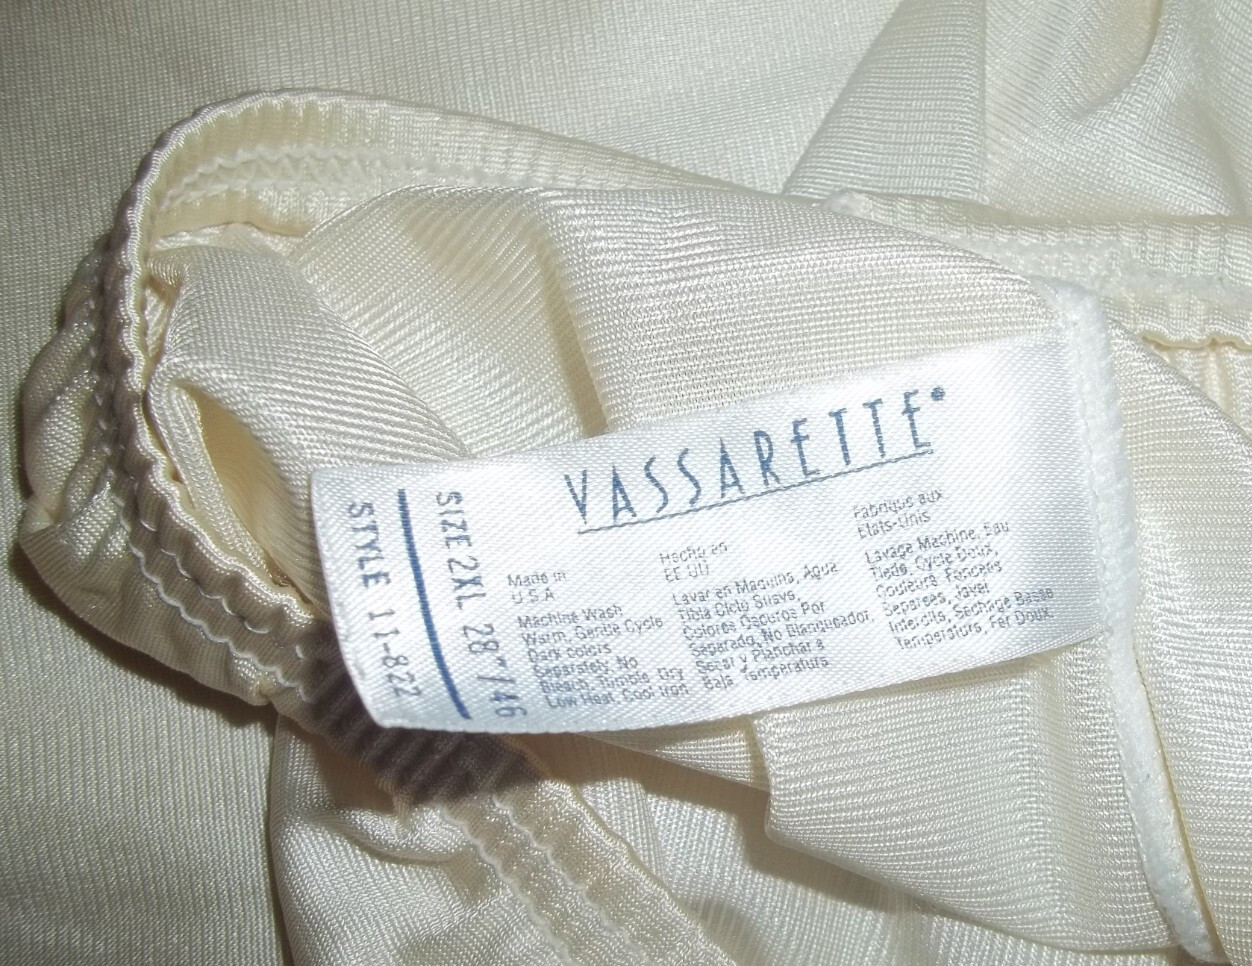 VASSARETTE
SIZE 2XL 28"/46
STYLE 11-822
Made in
U S A
Machine Wash
Warm, Gentle Cycle
Dark colors
Separately, No
Bleach, Tumble Dry
Low Heat, Cool Iron
Hecho en
EE UU
Lavar en Maquina, Aqua
Tibia Ciclo Suave,
Colores Oscuros Por
Separado, No Blanqueador,
Secar y Planchar a
Baja Temperatura
Fabrique aux
Etats-Unis
Lavage Machine, Eau
Tiede, Cycle Doux,
Couleurs Foncees
Separees, Javel
Interdits, Sechage Basse
Temperature, Fer Doux